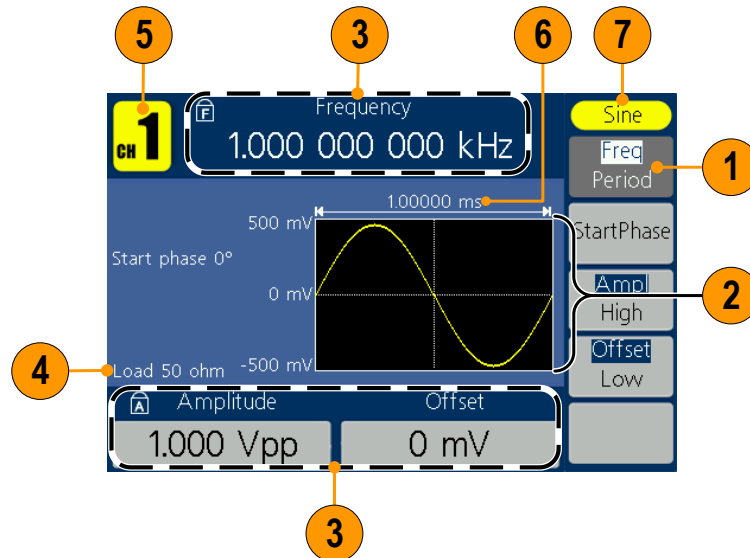 5
3
6
7
CH 1
F
Frequency
1.000 000 000 kHz
Sine
Freq
Period
1
1.00000 ms
500 mV
StartPhase
Start phase 0°
0 mV
Ampl
High
2
Offset
Low
4
Load 50 ohm
-500 mV
A
Amplitude
Offset
1.000 Vpp
0 mV
3